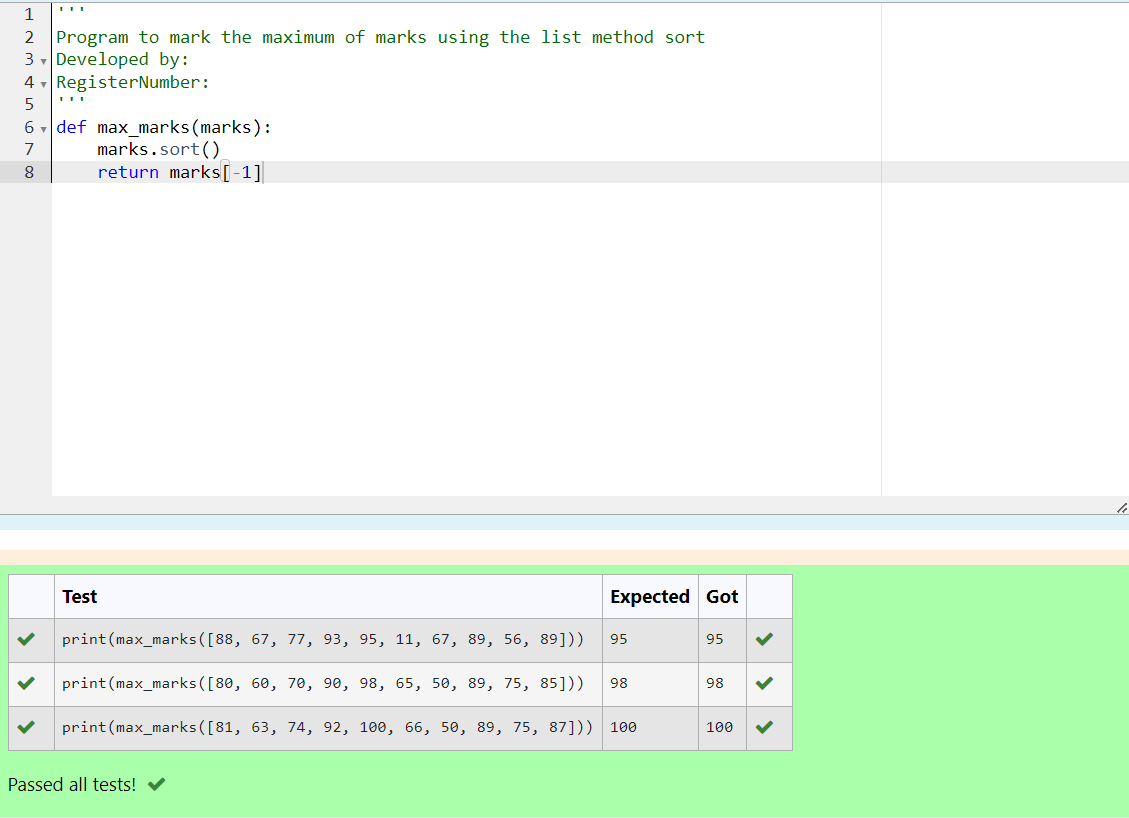 1 '''
2 Program to mark the maximum of marks using the list method sort
3 Developed by:
4 RegisterNumber:
5 '''
6 def max_marks(marks):
7     marks.sort()
8     return marks[-1]
Test Expected Got
print(max_marks([88, 67, 77, 93, 95, 11, 67, 89, 56, 89])) 95 95
print(max_marks([80, 60, 70, 90, 98, 65, 50, 89, 75, 85])) 98 98
print(max_marks([81, 63, 74, 92, 100, 66, 50, 89, 75, 87])) 100 100
Passed all tests!